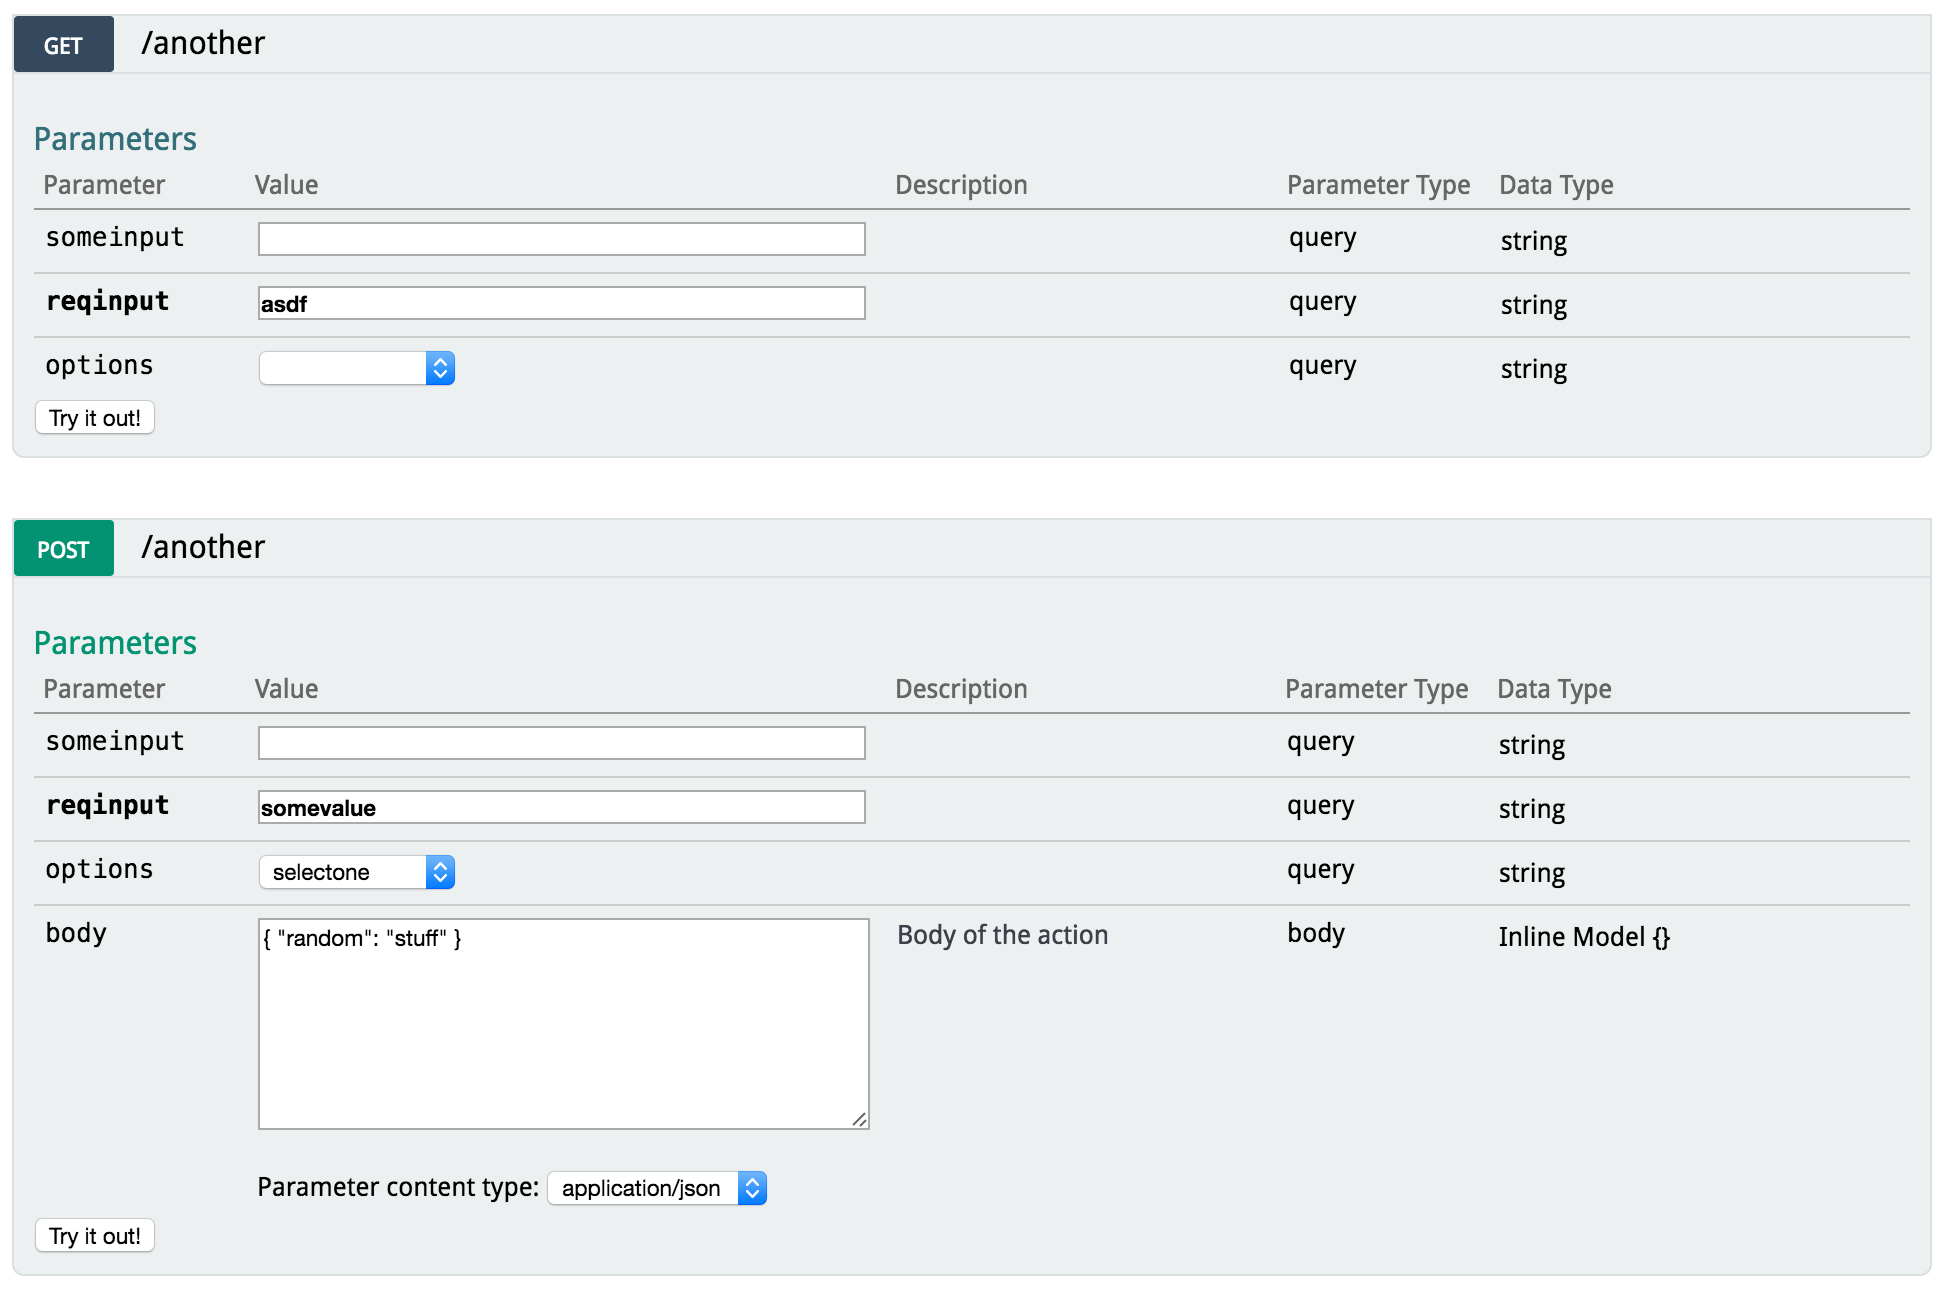 GET /another
Parameters
Parameter Value Description Parameter Type Data Type
someinput query string
reqinput asdf query string
options query string
Try it out!
POST /another
Parameters
Parameter Value Description Parameter Type Data Type
someinput query string
reqinput somevalue query string
options selectone query string
body { "random": "stuff" } Body of the action body Inline Model {}
Parameter content type: application/json
Try it out!